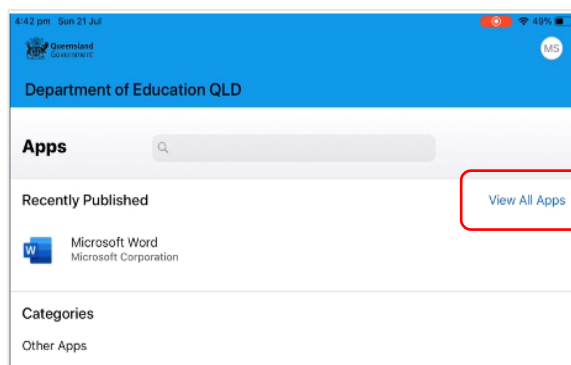 4:42 pm Sun 21 Jul
49%
Queensland
Government
MS
Department of Education QLD
Apps
Recently Published
View All Apps
W
Microsoft Word
Microsoft Corporation
Categories
Other Apps